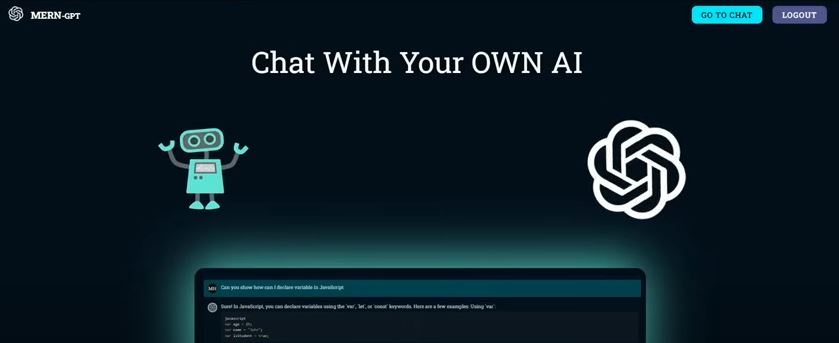 MERN-GPT
GO TO CHAT
LOGOUT
Chat With Your OWN AI
MH
Can you show how can I declare variable in JavaScript
Sure! In JavaScript, you can declare variables using the `var`, `let`, or `const` keywords. Here are a few examples: Using `var`:
javascript
var age = 25;
var name = "John";
var isStudent = true;